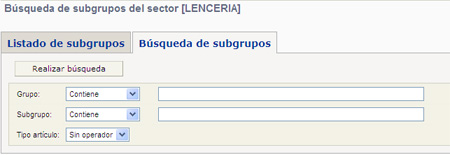 Búsqueda de subgrupos del sector [LENCERIA]
Listado de subgrupos Búsqueda de subgrupos
Realizar búsqueda
Grupo: Contiene
Subgrupo: Contiene
Tipo artículo: Sin operador